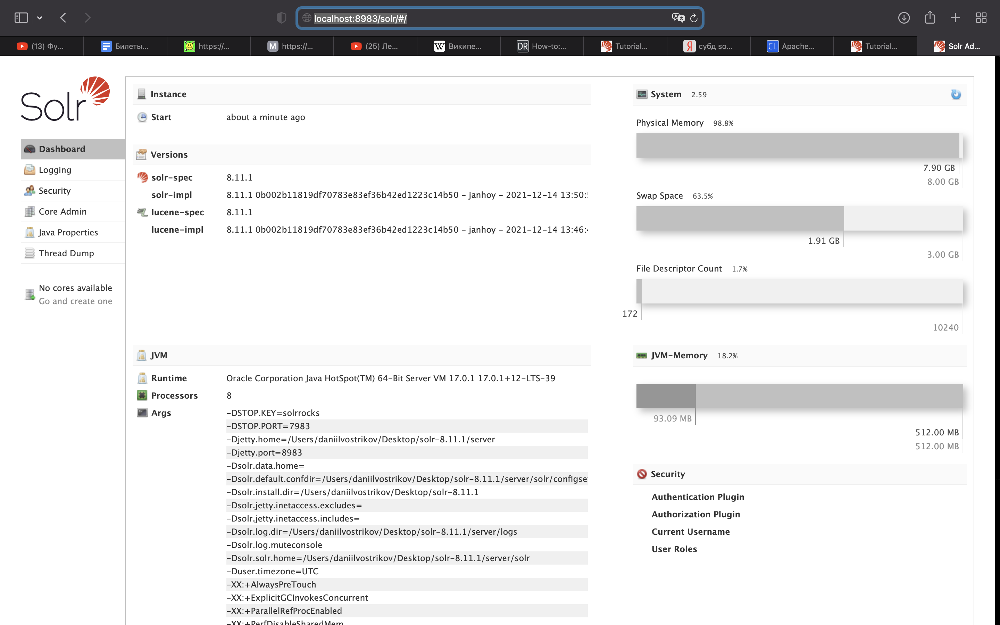 localhost:8983/solr/#/
(13) Фу...
Билеты...
https://...
M https://...
(25) Ле...
W Википе...
DR How-to:...
Tutorial...
Я субд so...
CL Apache...
Tutorial...
Solr Ad...
Solr
Dashboard
Logging
Security
Core Admin
Java Properties
Thread Dump
No cores available
Go and create one
Instance
Start about a minute ago
Versions
solr-spec 8.11.1
solr-impl 8.11.1 0b002b11819df70783e83ef36b42ed1223c14b50 - janhoy - 2021-12-14 13:50:
lucene-spec 8.11.1
lucene-impl 8.11.1 0b002b11819df70783e83ef36b42ed1223c14b50 - janhoy - 2021-12-14 13:46:
JVM
Runtime Oracle Corporation Java HotSpot(TM) 64-Bit Server VM 17.0.1 17.0.1+12-LTS-39
Processors 8
Args -DSTOP.KEY=solrrocks
-DSTOP.PORT=7983
-Djetty.home=/Users/daniilvostrikov/Desktop/solr-8.11.1/server
-Djetty.port=8983
-Dsolr.data.home=
-Dsolr.default.confdir=/Users/daniilvostrikov/Desktop/solr-8.11.1/server/solr/configse
-Dsolr.install.dir=/Users/daniilvostrikov/Desktop/solr-8.11.1
-Dsolr.jetty.inetaccess.excludes=
-Dsolr.jetty.inetaccess.includes=
-Dsolr.log.dir=/Users/daniilvostrikov/Desktop/solr-8.11.1/server/logs
-Dsolr.log.muteconsole
-Dsolr.solr.home=/Users/daniilvostrikov/Desktop/solr-8.11.1/server/solr
-Duser.timezone=UTC
-XX:+AlwaysPreTouch
-XX:+ExplicitGCInvokesConcurrent
-XX:+ParallelRefProcEnabled
-XX:+PerfDisableSharedMem
System 2.59
Physical Memory 98.8%
7.90 GB
8.00 GB
Swap Space 63.5%
1.91 GB
3.00 GB
File Descriptor Count 1.7%
172
10240
JVM-Memory 18.2%
93.09 MB
512.00 MB
512.00 MB
Security
Authentication Plugin
Authorization Plugin
Current Username
User Roles